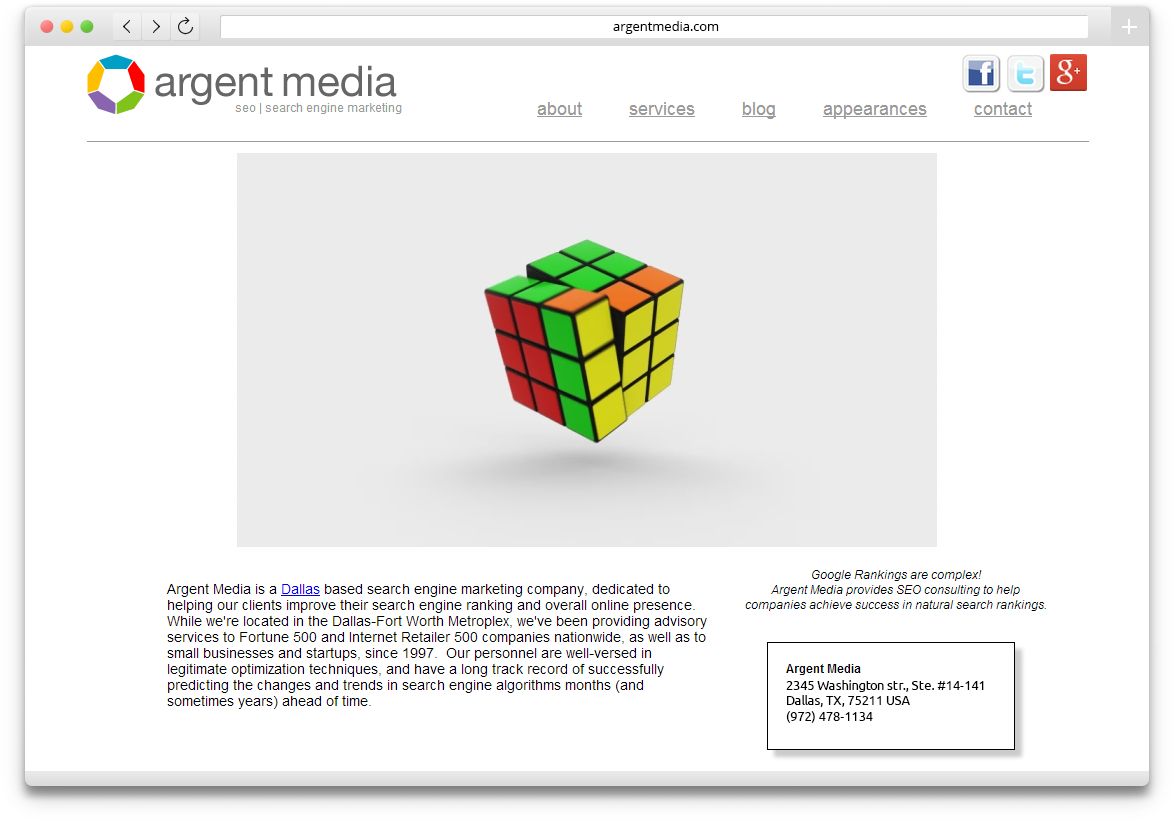 argentmedia.com
argent media
seo | search engine marketing
f
t
g+
about services blog appearances contact
Argent Media is a Dallas based search engine marketing company, dedicated to
helping our clients improve their search engine ranking and overall online presence.
While we're located in the Dallas-Fort Worth Metroplex, we've been providing advisory
services to Fortune 500 and Internet Retailer 500 companies nationwide, as well as to
small businesses and startups, since 1997.  Our personnel are well-versed in
legitimate optimization techniques, and have a long track record of successfully
predicting the changes and trends in search engine algorithms months (and
sometimes years) ahead of time.
Google Rankings are complex!
Argent Media provides SEO consulting to help
companies achieve success in natural search rankings.
Argent Media
2345 Washington str., Ste. #14-141
Dallas, TX, 75211 USA
(972) 478-1134